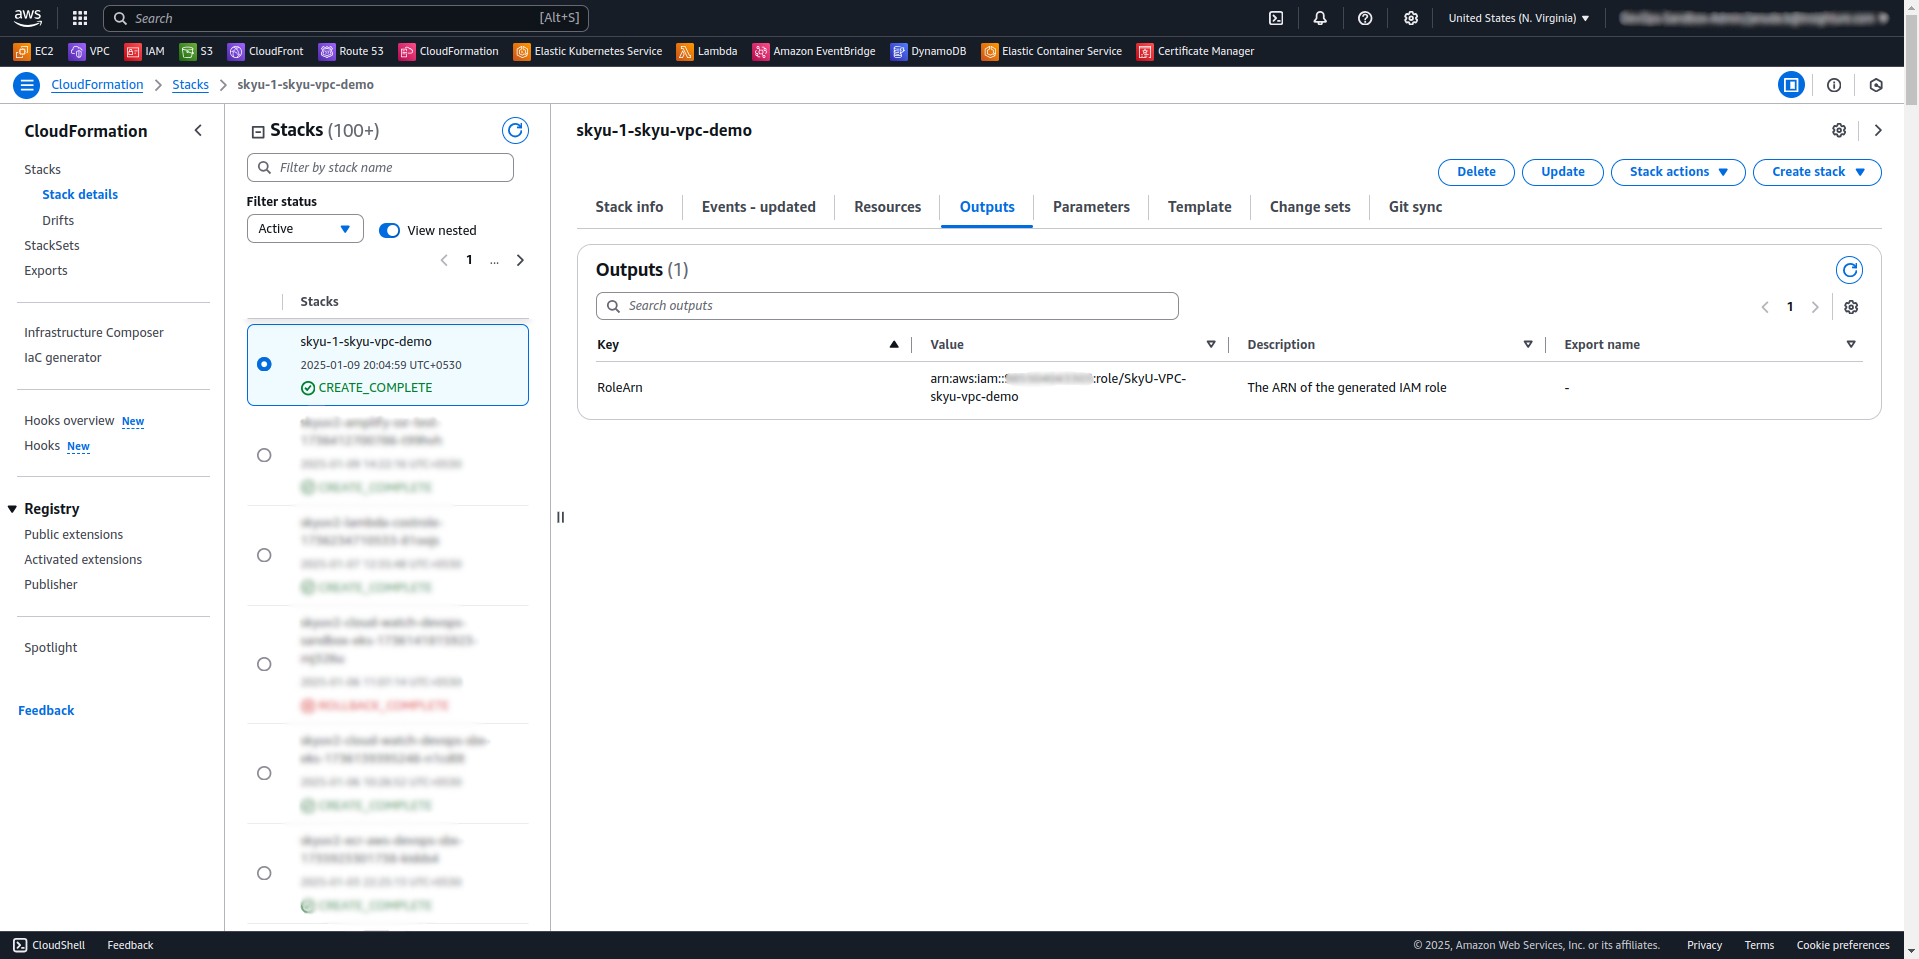 aws
Search [Alt+S]
United States (N. Virginia)
EC2 VPC IAM S3 CloudFront Route 53 CloudFormation Elastic Kubernetes Service Lambda Amazon EventBridge DynamoDB Elastic Container Service Certificate Manager
CloudFormation Stacks skyu-1-skyu-vpc-demo
CloudFormation
Stacks
Stack details
Drifts
StackSets
Exports
Infrastructure Composer
IaC generator
Hooks overview New
Hooks New
Registry
Public extensions
Activated extensions
Publisher
Spotlight
Feedback
Stacks (100+)
Filter by stack name
Filter status
Active
View nested
1 ...
Stacks
skyu-1-skyu-vpc-demo
2025-01-09 20:04:59 UTC+0530
CREATE_COMPLETE
CREATE_COMPLETE
CREATE_COMPLETE
ROLLBACK_COMPLETE
CREATE_COMPLETE
CREATE_COMPLETE
skyu-1-skyu-vpc-demo
Delete Update Stack actions Create stack
Stack info Events - updated Resources Outputs Parameters Template Change sets Git sync
Outputs (1)
Search outputs
1
Key Value Description Export name
RoleArn
arn:aws:iam:: :role/SkyU-VPC-
skyu-vpc-demo
The ARN of the generated IAM role
-
CloudShell Feedback
© 2025, Amazon Web Services, Inc. or its affiliates. Privacy Terms Cookie preferences